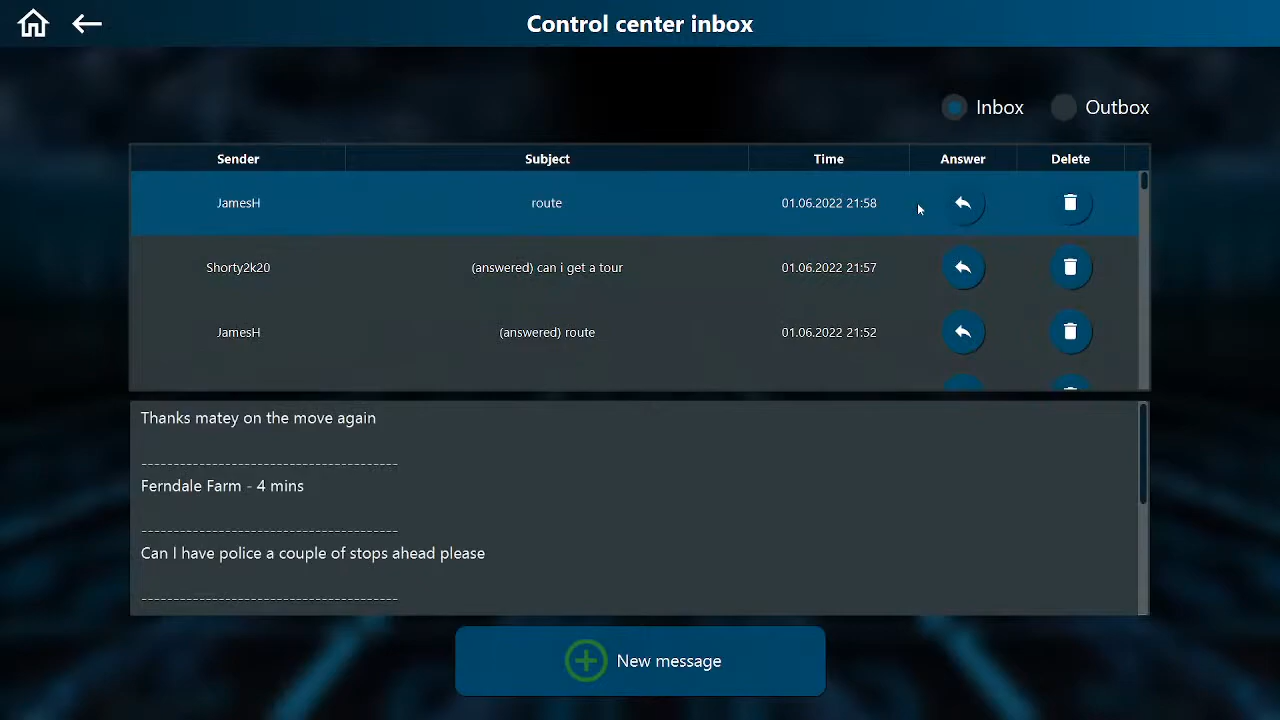 Control center inbox
Inbox Outbox
Sender Subject Time Answer Delete
JamesH route 01.06.2022 21:58
Shorty2k20 (answered) can i get a tour 01.06.2022 21:57
JamesH (answered) route 01.06.2022 21:52
Thanks matey on the move again
----------------------------------------
Ferndale Farm - 4 mins
----------------------------------------
Can I have police a couple of stops ahead please
----------------------------------------
New message